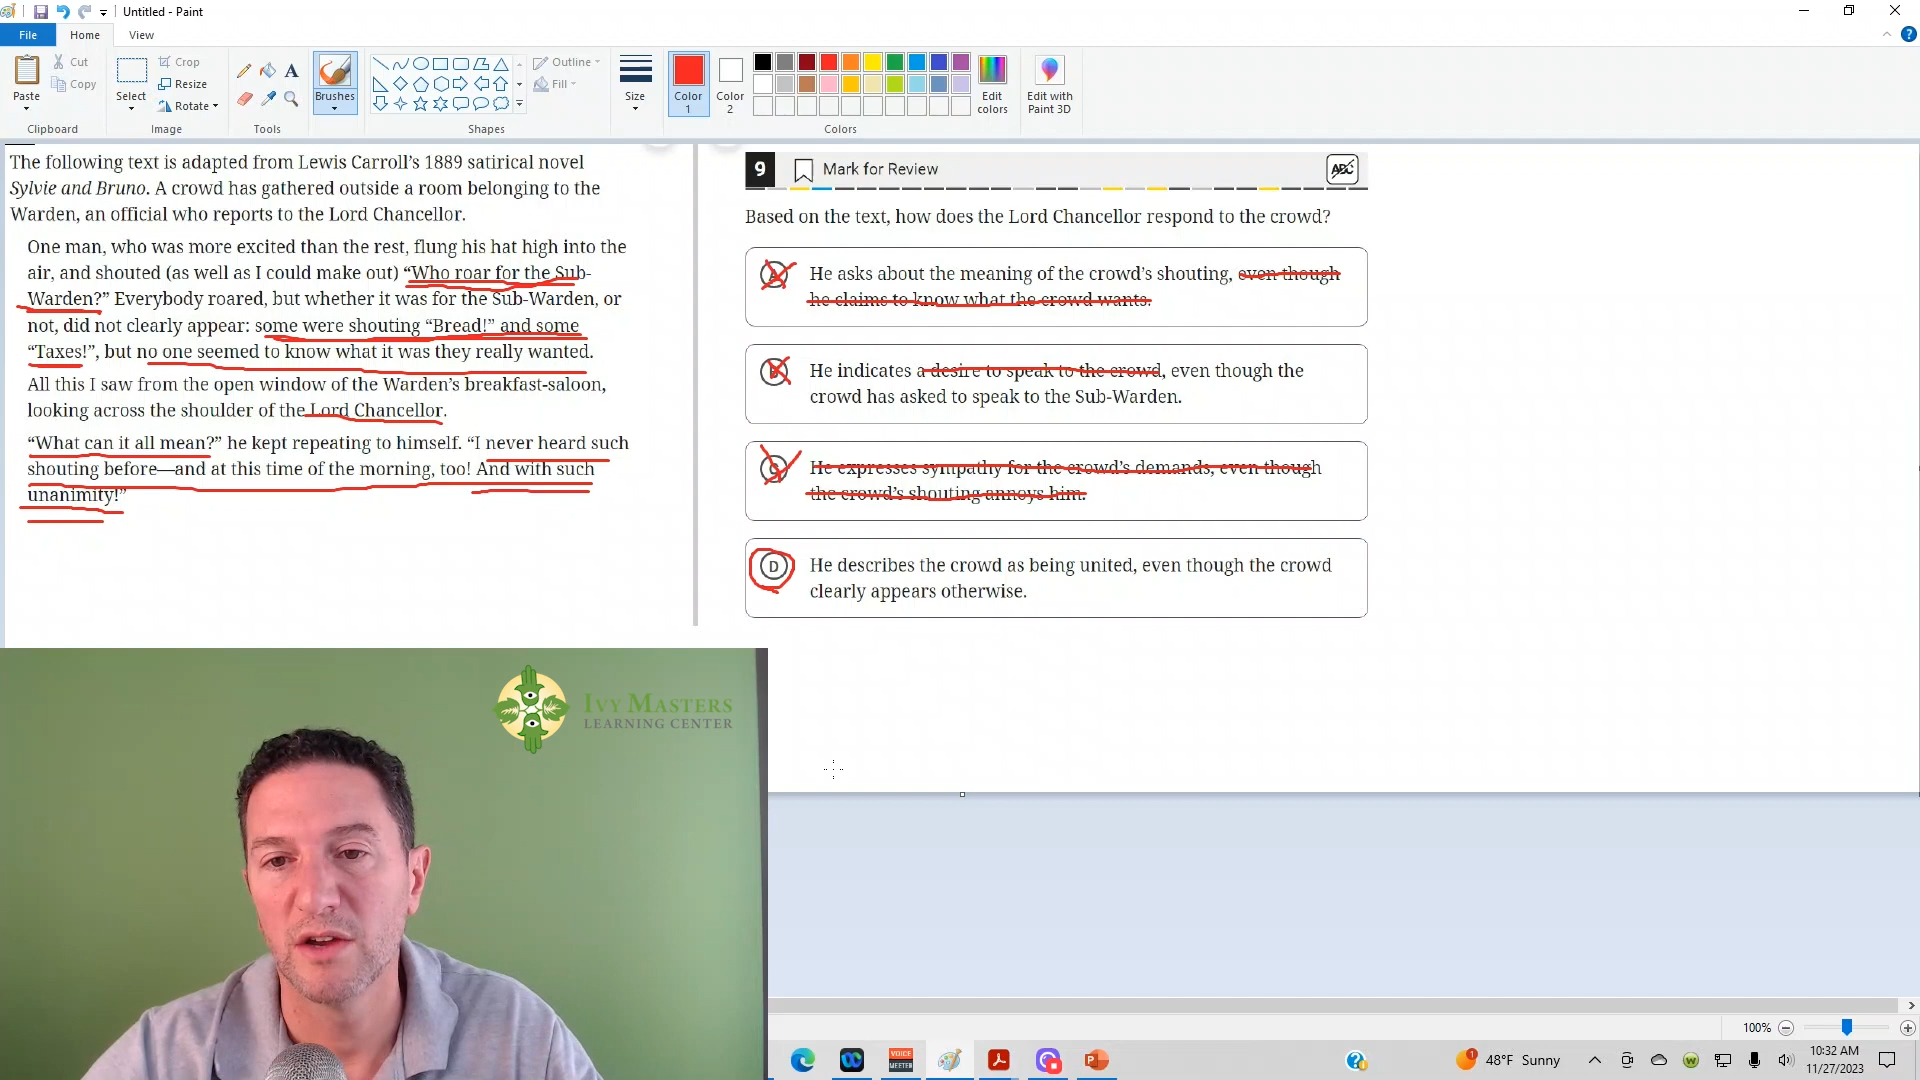 Untitled - Paint
File
Home
View
Paste
Cut
Copy
Clipboard
Select
Crop
Resize
Rotate
Image
A
Tools
Brushes
Outline
Fill
Shapes
Size
Color 1
Color 2
Edit colors
Edit with Paint 3D
Colors
The following text is adapted from Lewis Carroll's 1889 satirical novel
Sylvie and Bruno. A crowd has gathered outside a room belonging to the
Warden, an official who reports to the Lord Chancellor.
One man, who was more excited than the rest, flung his hat high into the
air, and shouted (as well as I could make out) “Who roar for the Sub-
Warden?” Everybody roared, but whether it was for the Sub-Warden, or
not, did not clearly appear: some were shouting “Bread!” and some
“Taxes!”, but no one seemed to know what it was they really wanted.
All this I saw from the open window of the Warden's breakfast-saloon,
looking across the shoulder of the Lord Chancellor.
“What can it all mean?” he kept repeating to himself. “I never heard such
shouting before—and at this time of the morning, too! And with such
unanimity!”
9
Mark for Review
ABC
Based on the text, how does the Lord Chancellor respond to the crowd?
He asks about the meaning of the crowd's shouting, even though
he claims to know what the crowd wants.
He indicates a desire to speak to the crowd, even though the
crowd has asked to speak to the Sub-Warden.
He expresses sympathy for the crowd's demands, even though
the crowd's shouting annoys him.
D
He describes the crowd as being united, even though the crowd
clearly appears otherwise.
IVY MASTERS
LEARNING CENTER
100%
VOICE
MEETER
48°F Sunny
10:32 AM
11/27/2023